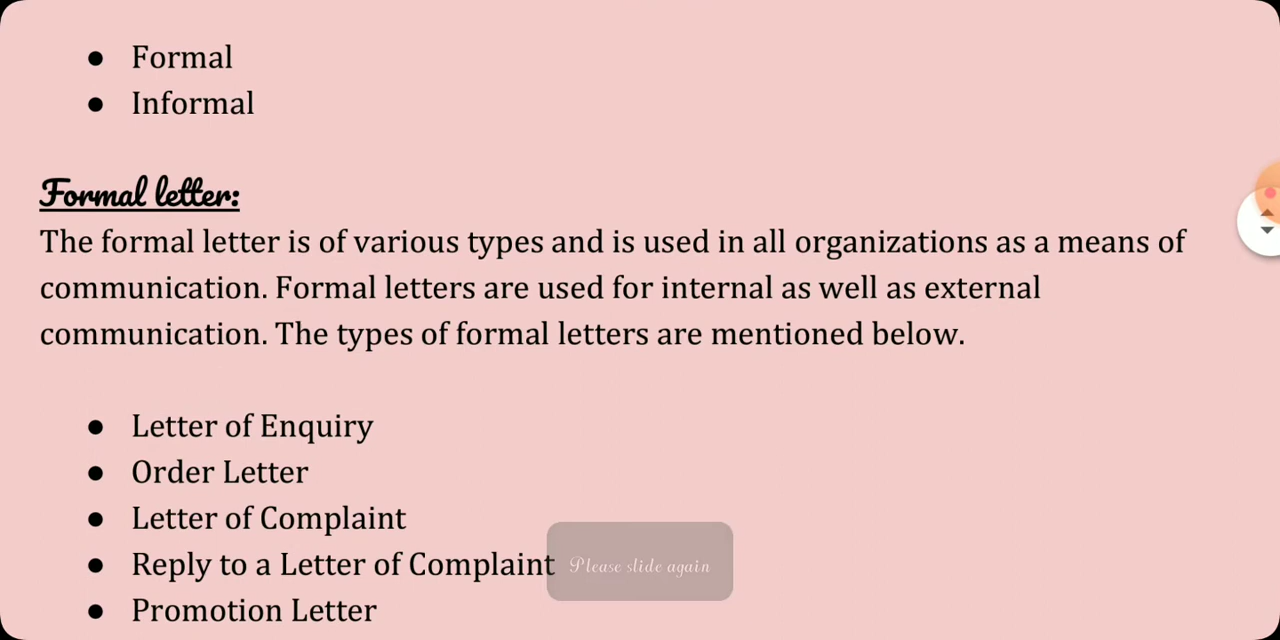 ● Formal
● Informal
Formal letter:
The formal letter is of various types and is used in all organizations as a means of
communication. Formal letters are used for internal as well as external
communication. The types of formal letters are mentioned below.
● Letter of Enquiry
● Order Letter
● Letter of Complaint
● Reply to a Letter of Complaint
Please slide again
● Promotion Letter